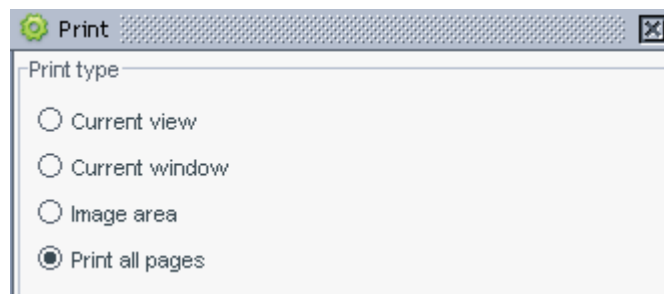 Print
Print type
Current view
Current window
Image area
Print all pages